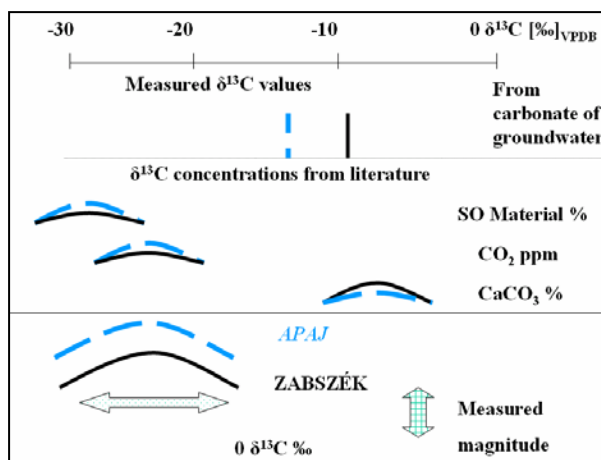 -30 -20 -10 0 δ¹³C [‰]VPDB
Measured δ¹³C values
From
carbonate of
groundwater
δ¹³C concentrations from literature
SO Material %
CO₂ ppm
CaCO₃ %
APAJ
ZABSZÉK
Measured
magnitude
0 δ¹³C ‰